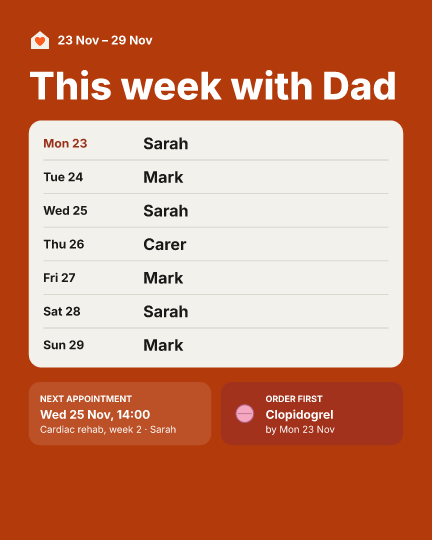 23 Nov – 29 Nov
This week with Dad
Mon 23 Sarah
Tue 24 Mark
Wed 25 Sarah
Thu 26 Carer
Fri 27 Mark
Sat 28 Sarah
Sun 29 Mark
NEXT APPOINTMENT
Wed 25 Nov, 14:00
Cardiac rehab, week 2 · Sarah
ORDER FIRST
Clopidogrel
by Mon 23 Nov